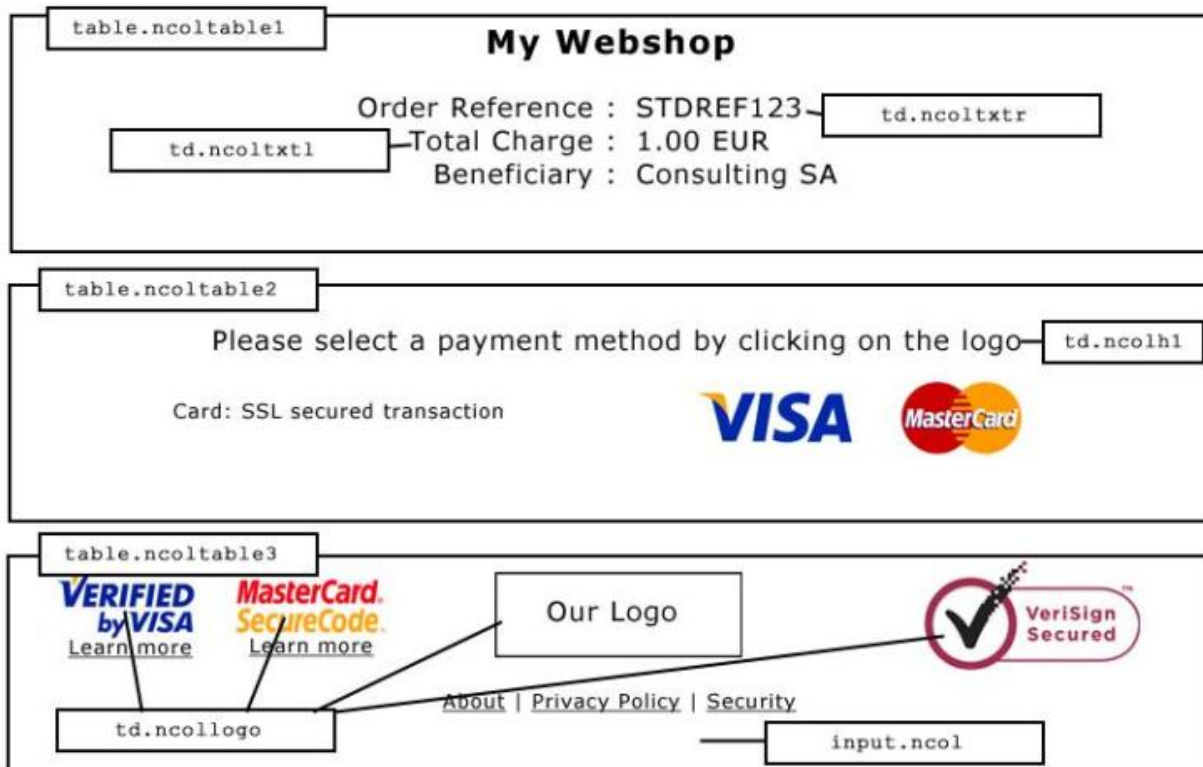 table.ncoltable1
My Webshop
Order Reference : STDREF123
td.ncoltxtr
td.ncoltxtl
Total Charge : 1.00 EUR
Beneficiary : Consulting SA
table.ncoltable2
Please select a payment method by clicking on the logo
td.ncolh1
Card: SSL secured transaction
VISA
MasterCard
table.ncoltable3
VERIFIED
by VISA
Learn more
MasterCard.
SecureCode.
Learn more
Our Logo
VeriSign™
Secured
About | Privacy Policy | Security
td.ncollogo
input.ncol